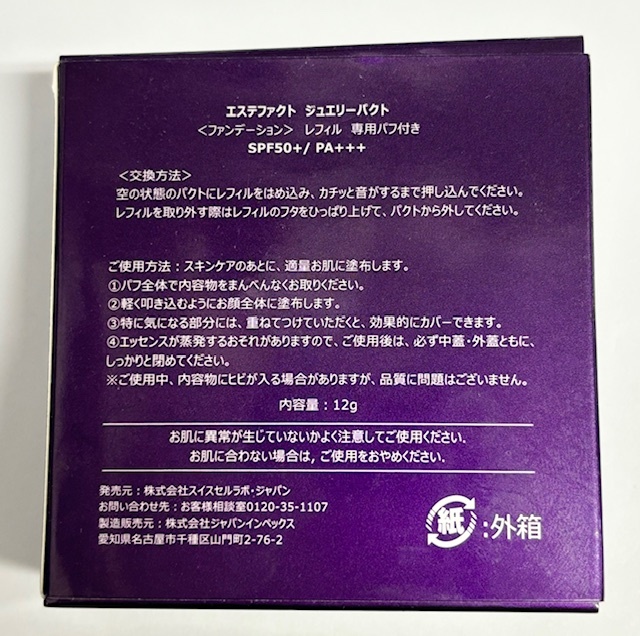 エステファクト ジュエリーパクト
＜ファンデーション＞ レフィル 専用パフ付き
SPF50+/ PA+++
＜交換方法＞
空の状態のパクトにレフィルをはめ込み、カチッと音がするまで押し込んでください。
レフィルを取り外す際はレフィルのフタをひっぱり上げて、パクトから外してください。
ご使用方法：スキンケアのあとに、適量お肌に塗布します。
①パフ全体で内容物をまんべんなくお取りください。
②軽く叩き込むようにお顔全体に塗布します。
③特に気になる部分には、重ねてつけていただくと、効果的にカバーできます。
④エッセンスが蒸発するおそれがありますので、ご使用後は、必ず中蓋・外蓋ともに、
しっかりと閉めてください。
※ご使用中、内容物にヒビが入る場合がありますが、品質に問題はございません。
内容量：12g
お肌に異常が生じていないかよく注意してご使用ください.
お肌に合わない場合は, ご使用をおやめください.
発売元：株式会社スイスセルラボ・ジャパン
お問い合わせ先：お客様相談室0120-35-1107
製造販売元：株式会社ジャパンインペックス
愛知県名古屋市千種区山門町2-76-2
紙:外箱